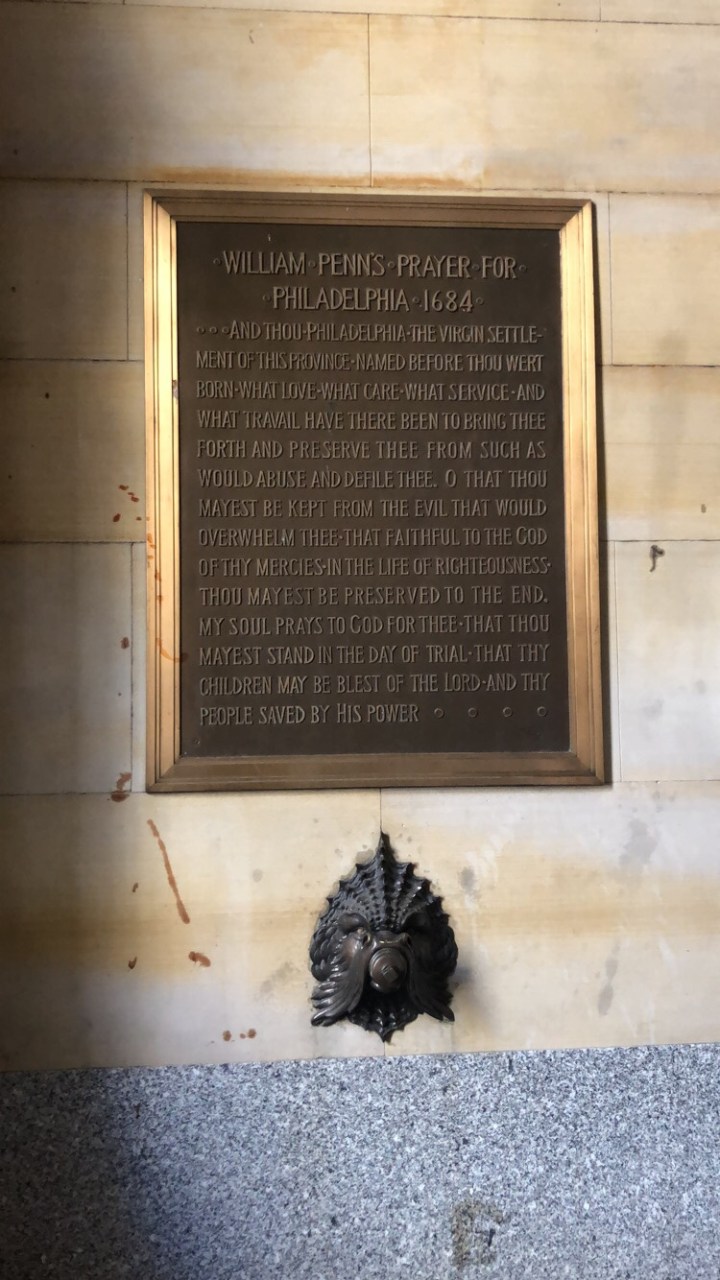 ·WILLIAM·PENN'S·PRAYER·FOR·
·PHILADELPHIA·1684·
···AND THOU·PHILADELPHIA·THE VIRGIN SETTLE-
MENT OF THIS PROVINCE·NAMED BEFORE THOU WERT
BORN·WHAT LOVE·WHAT CARE·WHAT SERVICE·AND
WHAT TRAVAIL HAVE THERE BEEN TO BRING THEE
FORTH AND PRESERVE THEE FROM SUCH AS
WOULD ABUSE AND DEFILE THEE. O THAT THOU
MAYEST BE KEPT FROM THE EVIL THAT WOULD
OVERWHELM THEE·THAT FAITHFUL TO THE GOD
OF THY MERCIES·IN THE LIFE OF RIGHTEOUSNESS·
THOU MAYEST BE PRESERVED TO THE END.
MY SOUL PRAYS TO GOD FOR THEE·THAT THOU
MAYEST STAND IN THE DAY OF TRIAL·THAT THY
CHILDREN MAY BE BLEST OF THE LORD·AND THY
PEOPLE SAVED BY HIS POWER · · · ·